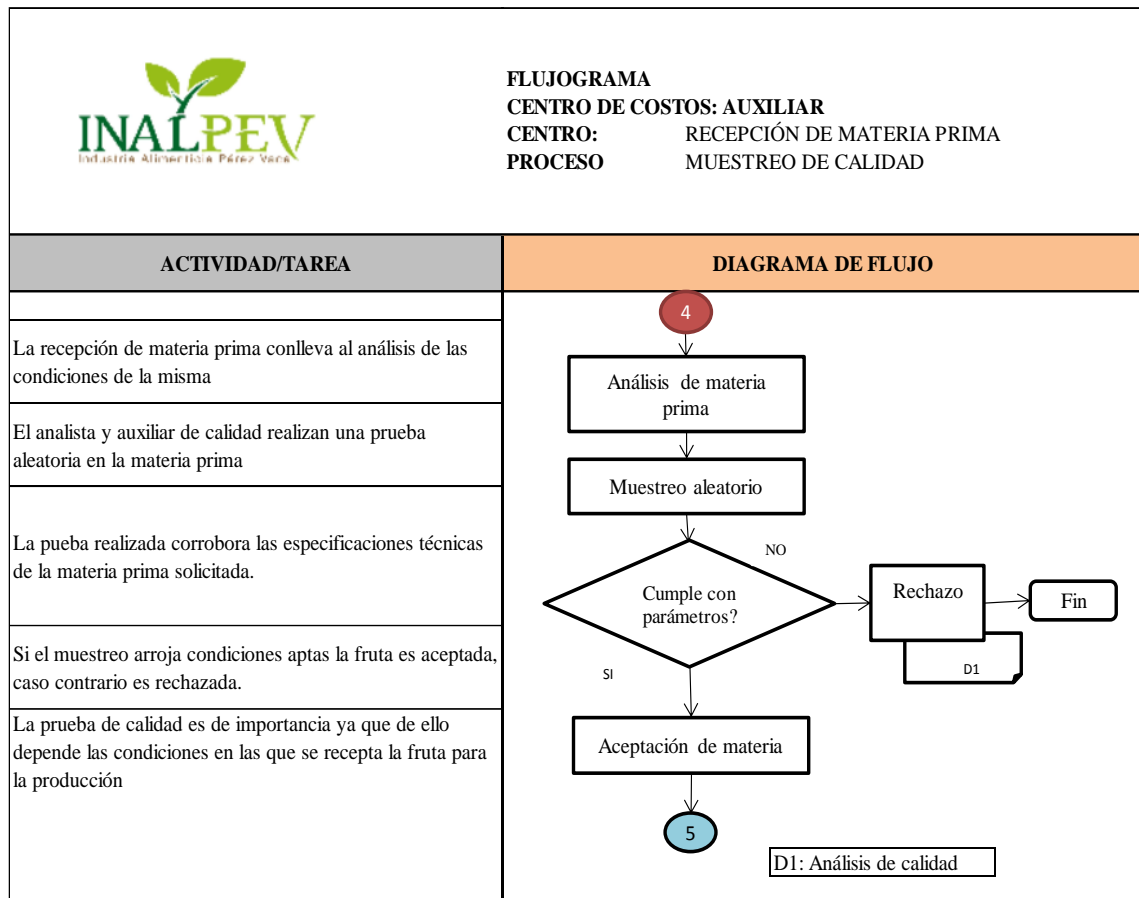 INALPEV
Industria Alimenticia Pérez Vaca
FLUJOGRAMA
CENTRO DE COSTOS: AUXILIAR
CENTRO: RECEPCIÓN DE MATERIA PRIMA
PROCESO MUESTREO DE CALIDAD
ACTIVIDAD/TAREA
La recepción de materia prima conlleva al análisis de las
condiciones de la misma
El analista y auxiliar de calidad realizan una prueba
aleatoria en la materia prima
La pueba realizada corrobora las especificaciones técnicas
de la materia prima solicitada.
Si el muestreo arroja condiciones aptas la fruta es aceptada,
caso contrario es rechazada.
La prueba de calidad es de importancia ya que de ello
depende las condiciones en las que se recepta la fruta para
la producción
DIAGRAMA DE FLUJO
4
Análisis de materia
prima
Muestreo aleatorio
Cumple con
parámetros?
NO
Rechazo
Fin
D1
SI
Aceptación de materia
5
D1: Análisis de calidad